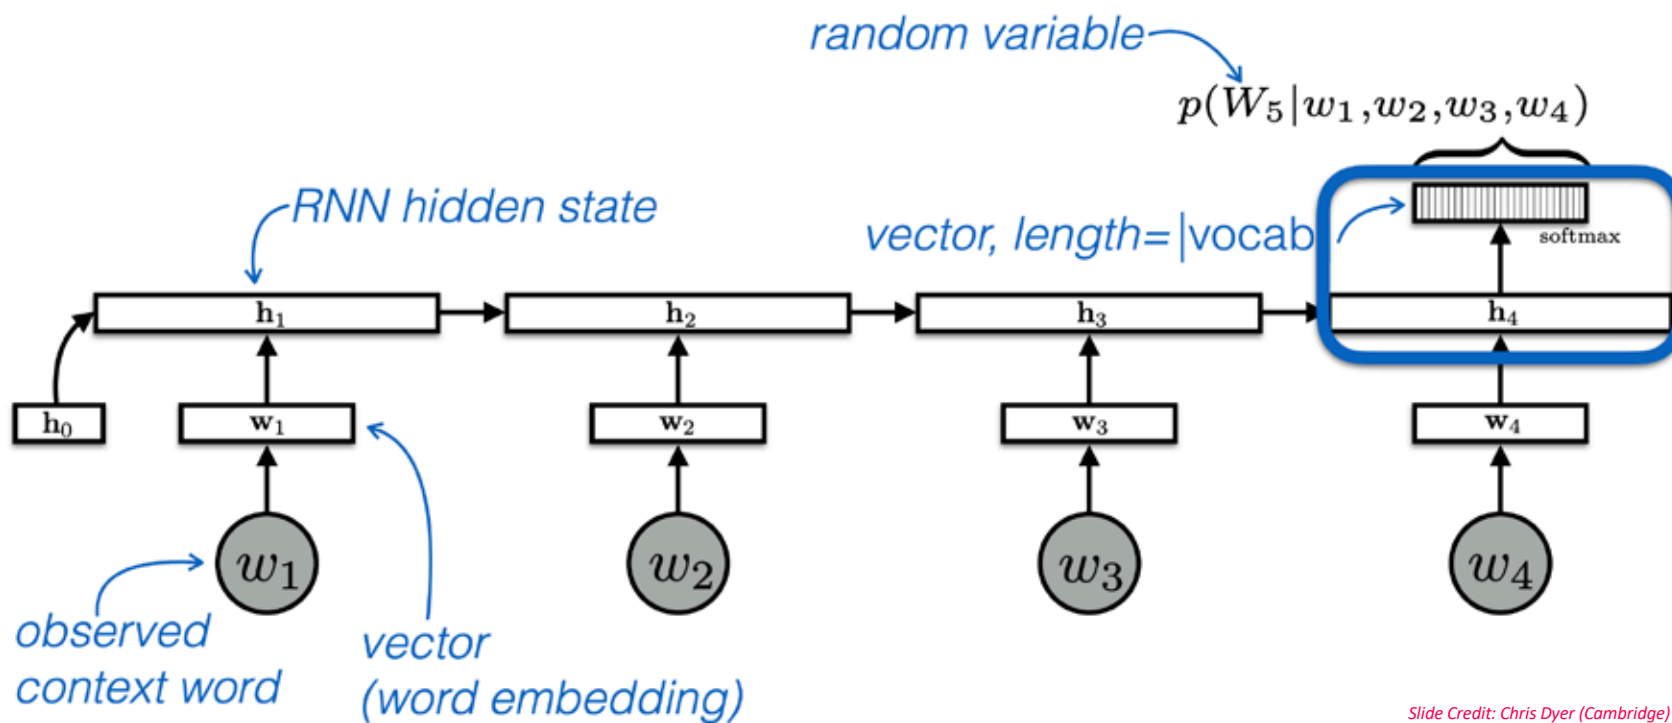 random variable
p(W₅|w₁,w₂,w₃,w₄)
RNN hidden state
vector, length=|vocab
softmax
h₁
h₂
h₃
h₄
h₀
w₁
w₂
w₃
w₄
w₁
w₂
w₃
w₄
observed
context word
vector
(word embedding)
Slide Credit: Chris Dyer (Cambridge)